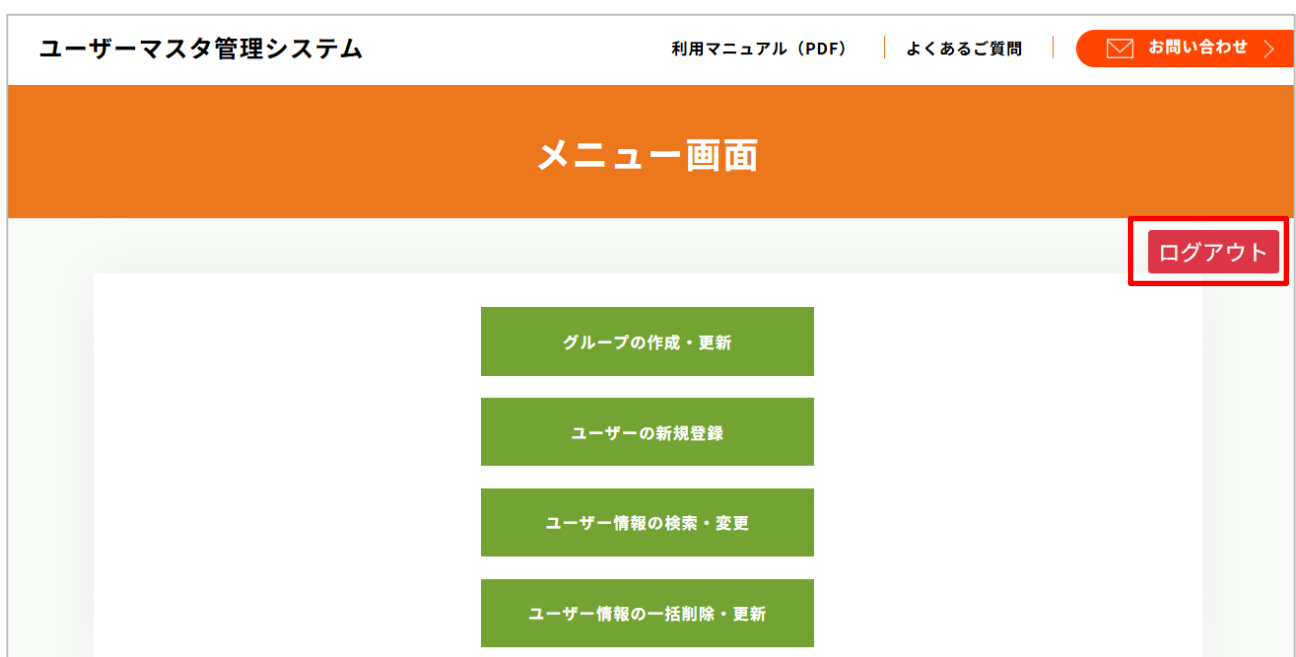 ユーザーマスタ管理システム
利用マニュアル（PDF）
よくあるご質問
お問い合わせ
メニュー画面
ログアウト
グループの作成・更新
ユーザーの新規登録
ユーザー情報の検索・変更
ユーザー情報の一括削除・更新